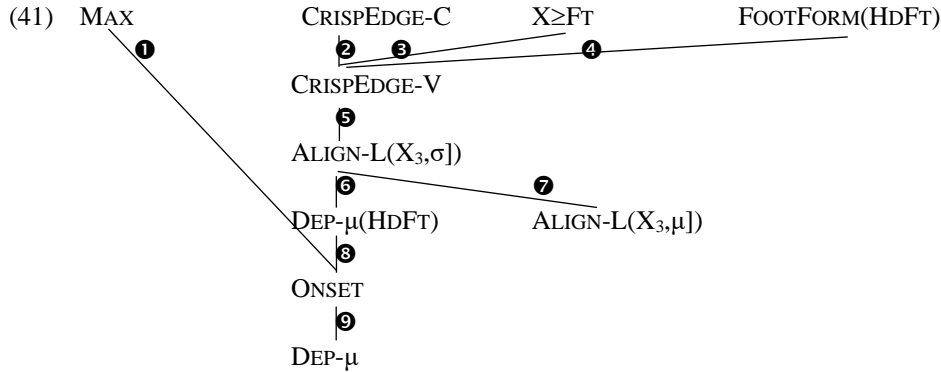 (41) MAX CRISPEDGE-C X≥FT FOOTFORM(HDFT)
❶ ❷ ❸ ❹
CRISPEDGE-V
❺
ALIGN-L(X₃,σ])
❻ ❼
DEP-μ(HDFT) ALIGN-L(X₃,μ])
❽
ONSET
❾
DEP-μ